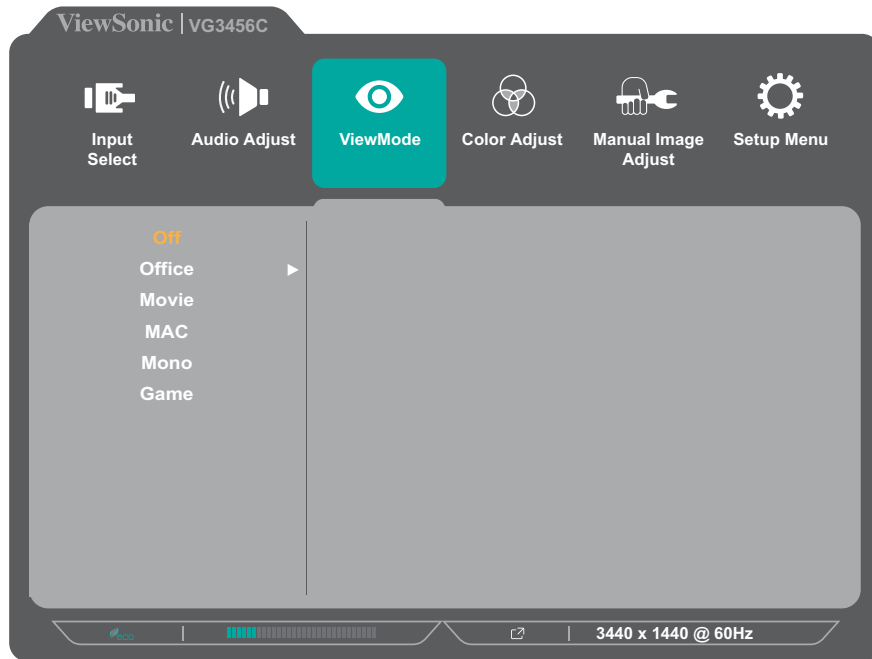 ViewSonic | VG3456C
Input Select
Audio Adjust
ViewMode
Color Adjust
Manual Image Adjust
Setup Menu
Off
Office
Movie
MAC
Mono
Game
eco
3440 x 1440 @ 60Hz